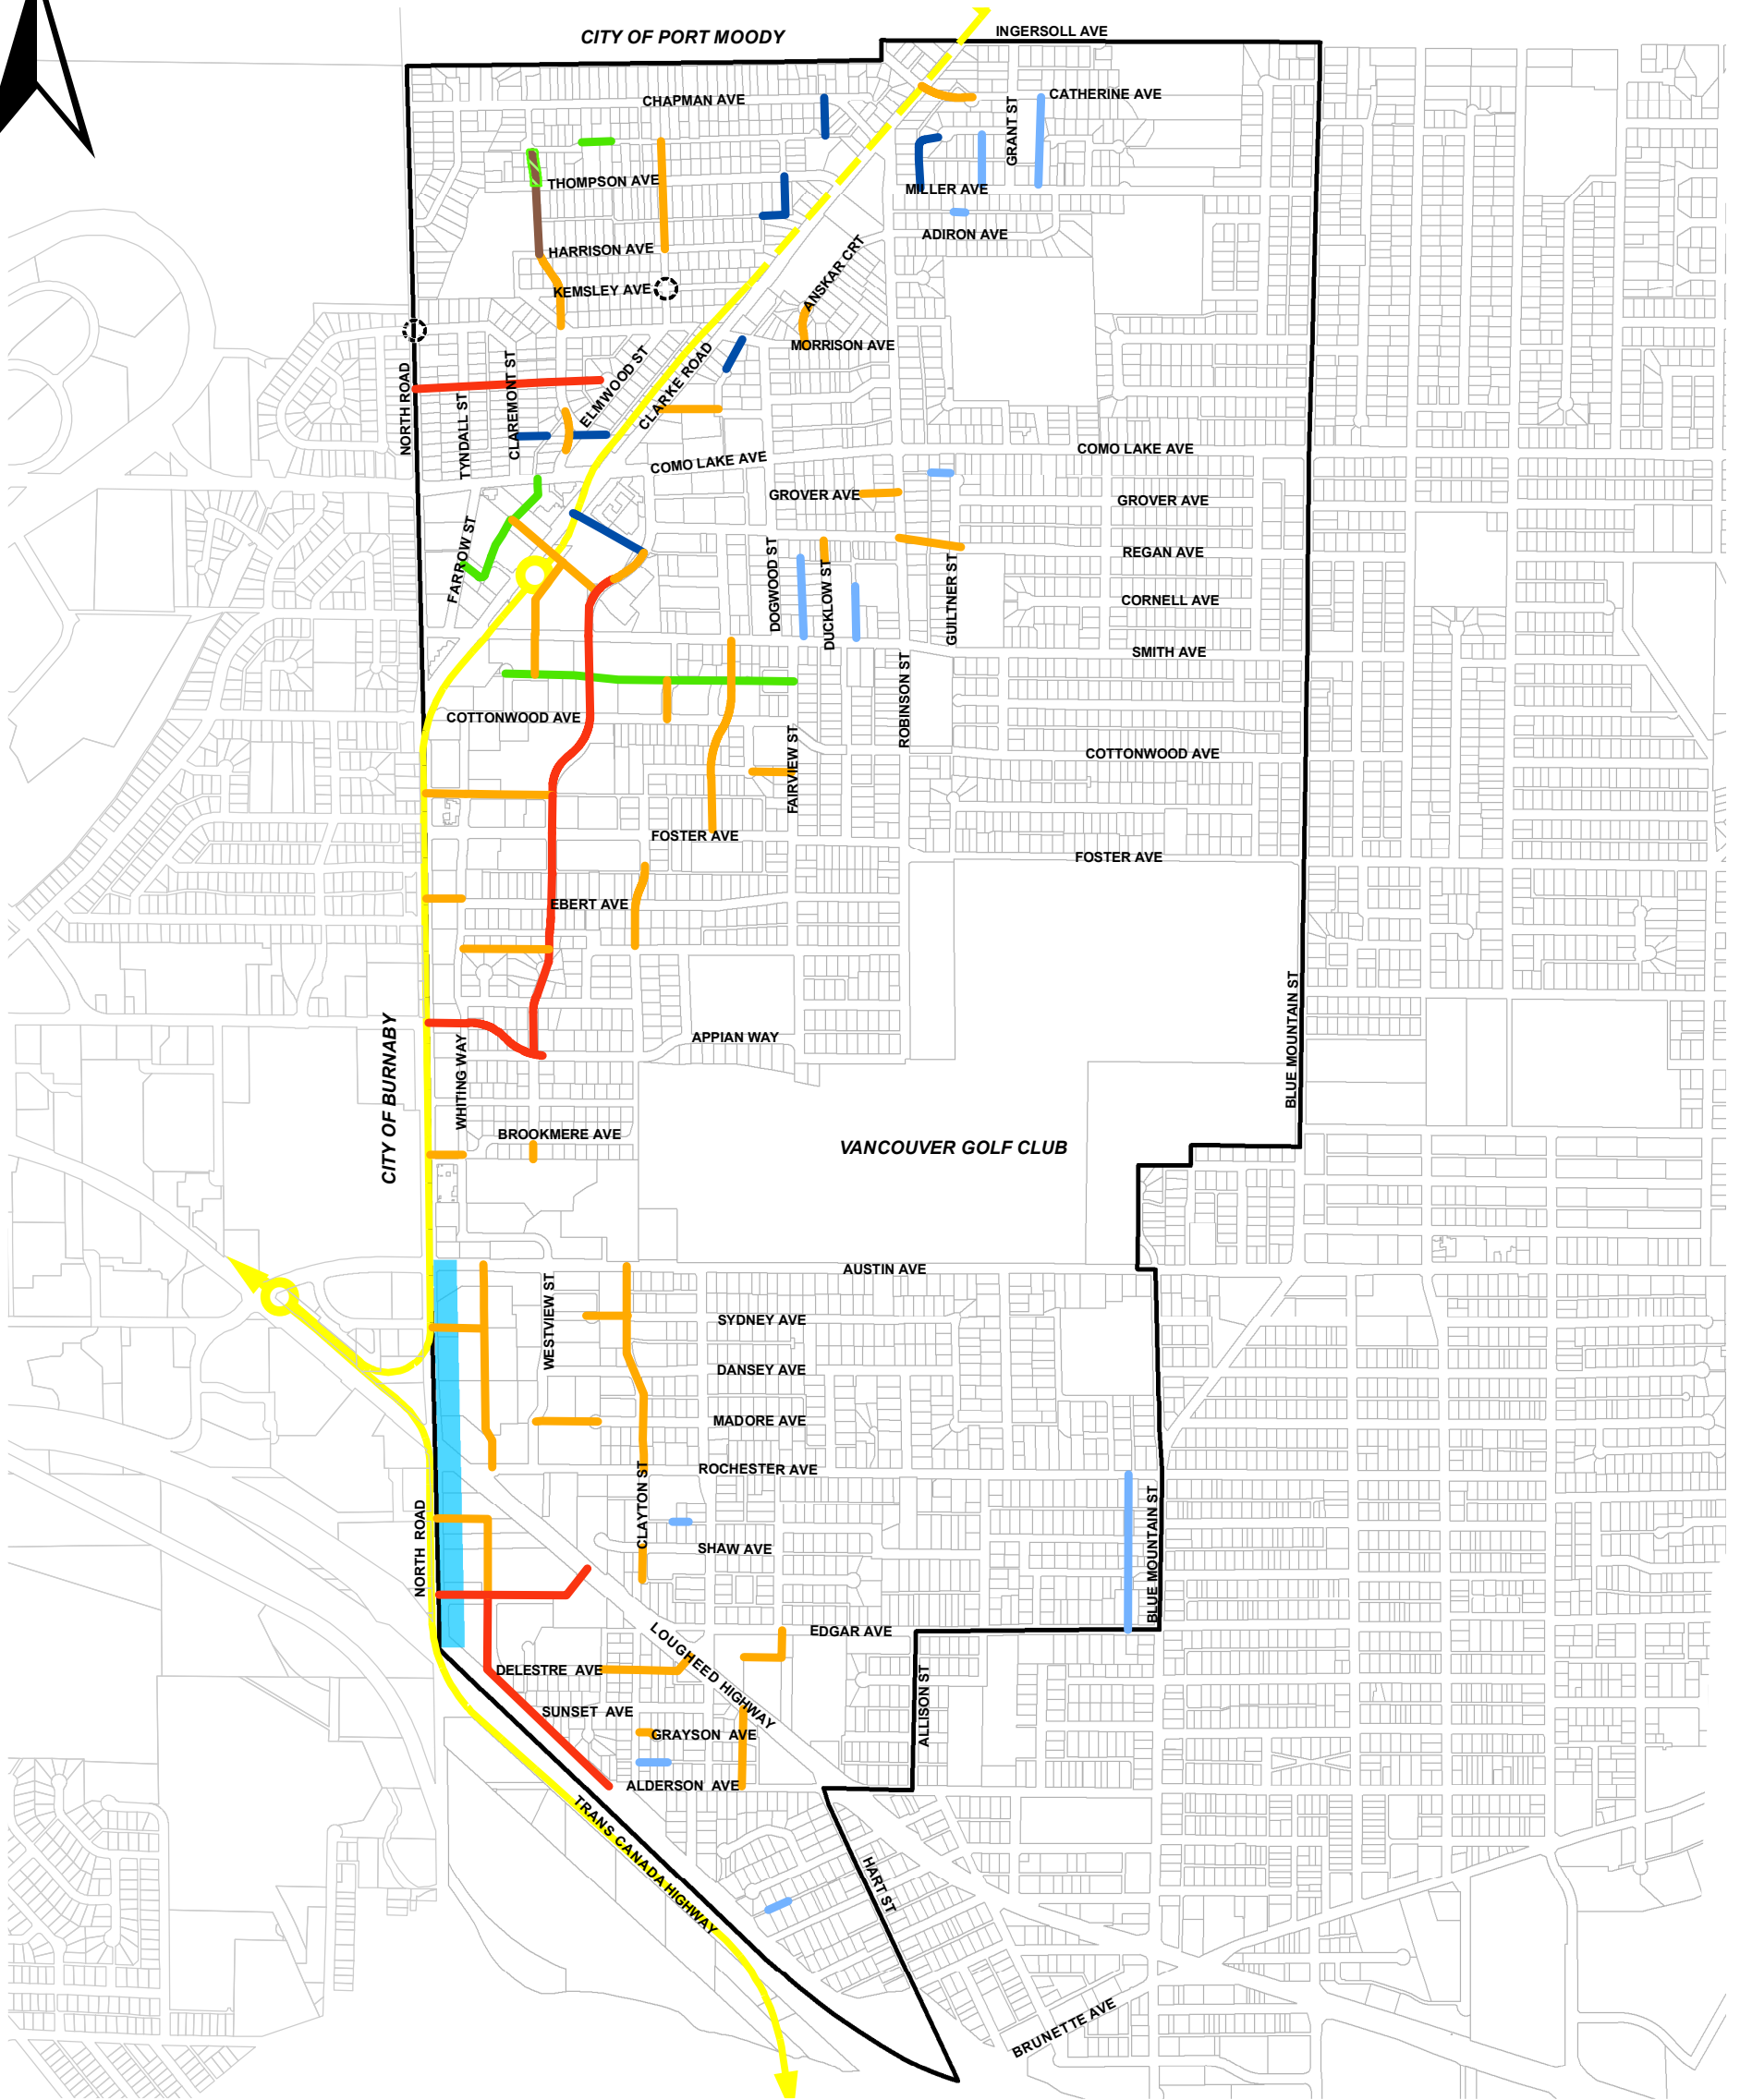 INGERSOLL AVE
CITY OF PORT MOODY
CATHERINE AVE
CHAPMAN AVE
GRANT ST
THOMPSON AVE
MILLER AVE
ADIRON AVE
HARRISON AVE
ANSKAR CRT
KEMSLEY AVE
MORRISON AVE
NORTH ROAD
TYNDALL ST
CLAREMONT ST
ELMWOOD ST
CLARKE ROAD
COMO LAKE AVE
COMO LAKE AVE
GROVER AVE
GROVER AVE
FARROW ST
REGAN AVE
DOGWOOD ST
DUCKLOW ST
GUILTNER ST
CORNELL AVE
SMITH AVE
ROBINSON ST
COTTONWOOD AVE
COTTONWOOD AVE
FAIRVIEW ST
FOSTER AVE
FOSTER AVE
EBERT AVE
BLUE MOUNTAIN ST
CITY OF BURNABY
APPIAN WAY
WHITING WAY
BROOKMERE AVE
VANCOUVER GOLF CLUB
AUSTIN AVE
WESTVIEW ST
SYDNEY AVE
DANSEY AVE
MADORE AVE
ROCHESTER AVE
CLAYTON ST
NORTH ROAD
SHAW AVE
BLUE MOUNTAIN ST
EDGAR AVE
LOUGHEED HIGHWAY
DELESTRE AVE
ALLISON ST
SUNSET AVE
GRAYSON AVE
ALDERSON AVE
TRANS CANADA HIGHWAY
HART ST
BRUNETTE AVE